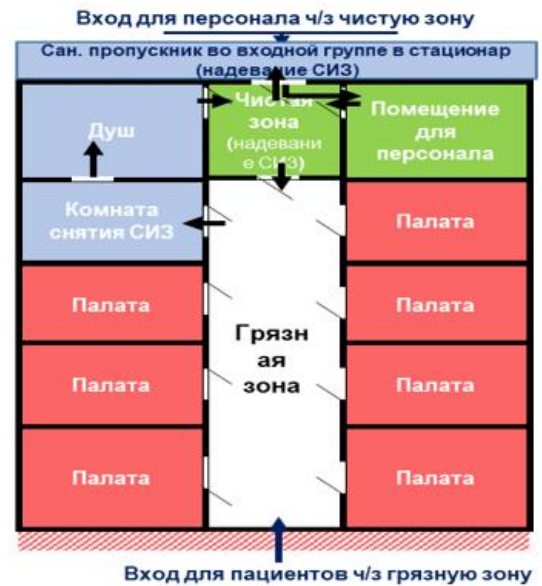 Вход для персонала ч/з чистую зону
Сан. пропускник во входной группе в стационар
(надевание СИЗ)
Душ
Чистая
зона
(надевани
е СИЗ)
Помещение
для
персонала
Комната
снятия СИЗ
Палата
Палата
Палата
Грязн
ая
зона
Палата
Палата
Палата
Палата
Вход для пациентов ч/з грязную зону